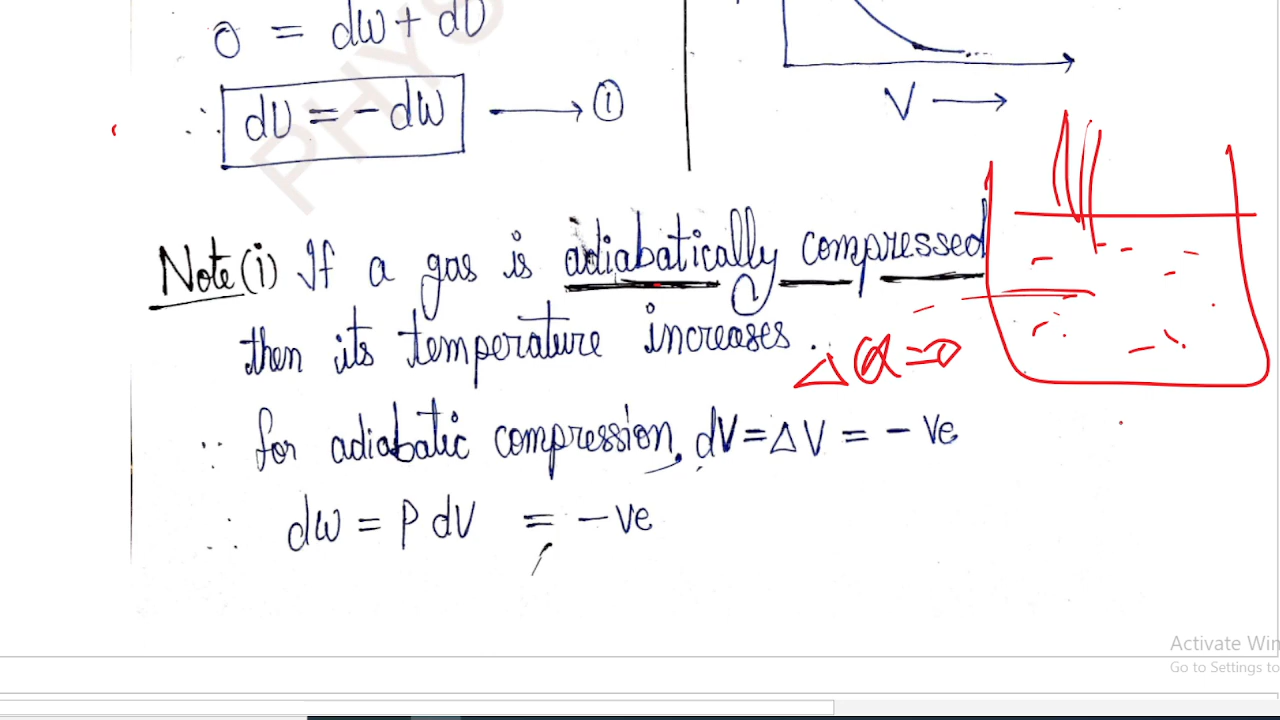 0 = dw + dU
∴ dU = - dW → ①
V →
Note (i) If a gas is adiabatically compressed
then its temperature increases.
ΔQ=0
∵ for adiabatic compression, dV = ΔV = - ve
∴ dw = P dV = - ve
PHYS
Activate Win
Go to Settings to